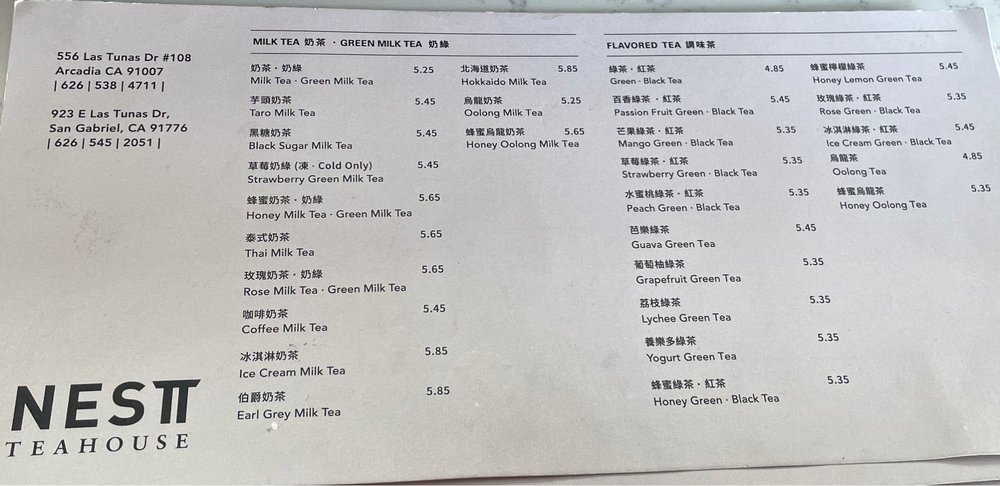 556 Las Tunas Dr #108
Arcadia CA 91007
| 626 | 538 | 4711 |
923 E Las Tunas Dr,
San Gabriel, CA 91776
| 626 | 545 | 2051 |
NESTT
TEAHOUSE
MILK TEA 奶茶 · GREEN MILK TEA 奶綠
奶茶 · 奶綠 5.25
Milk Tea · Green Milk Tea
芋頭奶茶 5.45
Taro Milk Tea
黑糖奶茶 5.45
Black Sugar Milk Tea
草莓奶綠 (凍 · Cold Only) 5.45
Strawberry Green Milk Tea
蜂蜜奶茶 · 奶綠 5.65
Honey Milk Tea · Green Milk Tea
泰式奶茶 5.65
Thai Milk Tea
玫瑰奶茶 · 奶綠 5.65
Rose Milk Tea · Green Milk Tea
咖啡奶茶 5.45
Coffee Milk Tea
冰淇淋奶茶 5.85
Ice Cream Milk Tea
伯爵奶茶 5.85
Earl Grey Milk Tea
北海道奶茶 5.85
Hokkaido Milk Tea
烏龍奶茶 5.25
Oolong Milk Tea
蜂蜜烏龍奶茶 5.65
Honey Oolong Milk Tea
FLAVORED TEA 調味茶
綠茶 · 紅茶 4.85
Green · Black Tea
百香綠茶 · 紅茶 5.45
Passion Fruit Green · Black Tea
芒果綠茶 · 紅茶 5.35
Mango Green · Black Tea
草莓綠茶 · 紅茶 5.35
Strawberry Green · Black Tea
水蜜桃綠茶 · 紅茶 5.35
Peach Green · Black Tea
芭樂綠茶 5.45
Guava Green Tea
葡萄柚綠茶 5.35
Grapefruit Green Tea
荔枝綠茶 5.35
Lychee Green Tea
養樂多綠茶 5.35
Yogurt Green Tea
蜂蜜綠茶 · 紅茶 5.35
Honey Green · Black Tea
蜂蜜檸檬綠茶 5.45
Honey Lemon Green Tea
玫瑰綠茶 · 紅茶 5.35
Rose Green · Black Tea
冰淇淋綠茶 · 紅茶 5.45
Ice Cream Green · Black Tea
烏龍茶 4.85
Oolong Tea
蜂蜜烏龍茶 5.35
Honey Oolong Tea